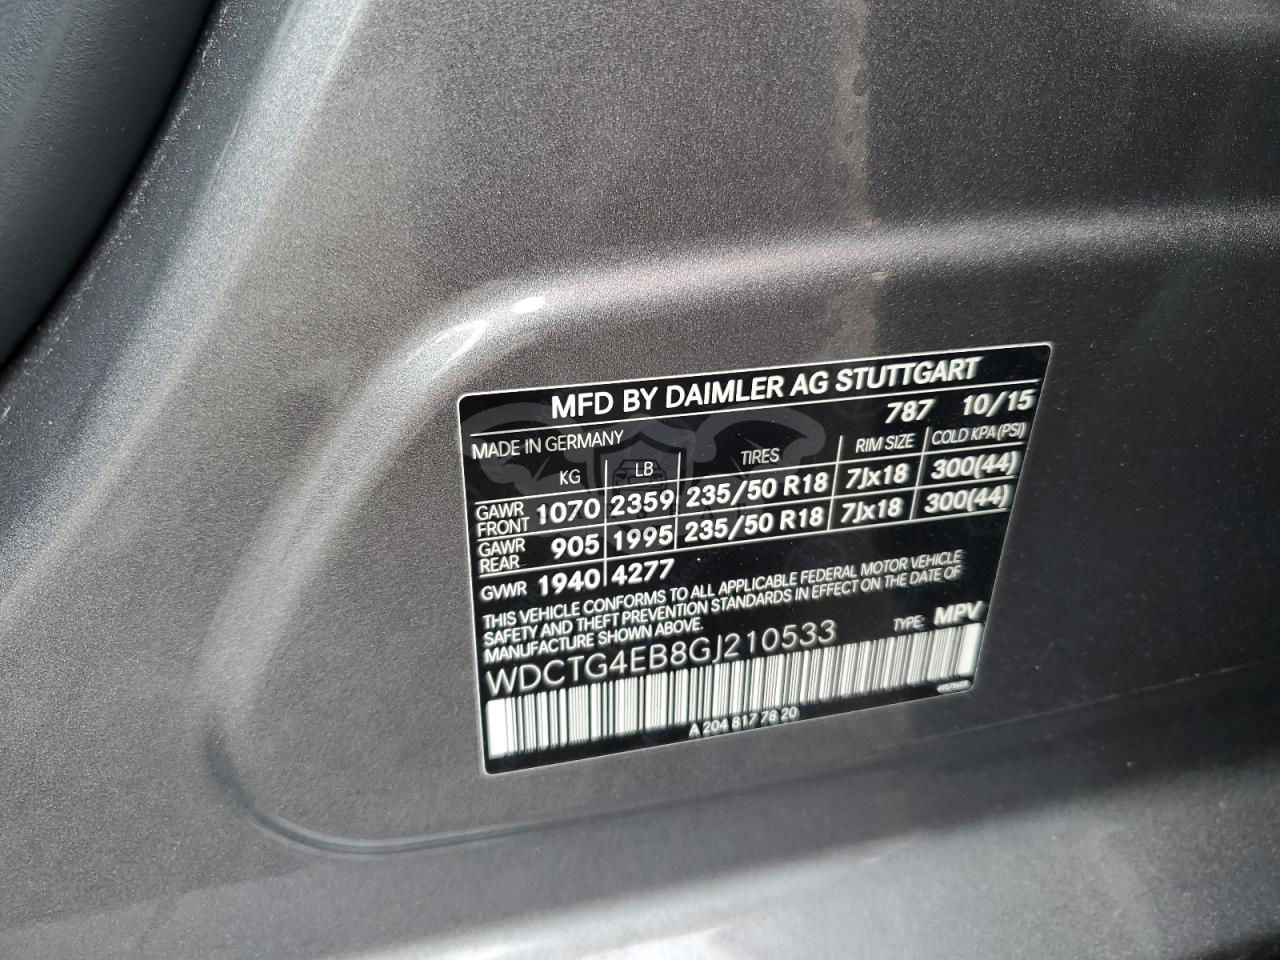 MFD BY DAIMLER AG STUTTGART
787 10/15
MADE IN GERMANY
KG LB TIRES RIM SIZE COLD KPA (PSI)
GAWR FRONT 1070 2359 235/50 R18 7Jx18 300(44)
GAWR REAR 905 1995 235/50 R18 7Jx18 300(44)
GVWR 1940 4277
THIS VEHICLE CONFORMS TO ALL APPLICABLE FEDERAL MOTOR VEHICLE
SAFETY AND THEFT PREVENTION STANDARDS IN EFFECT ON THE DATE OF
MANUFACTURE SHOWN ABOVE.
TYPE: MPV
WDCTG4EB8GJ210533
A 204 817 78 20